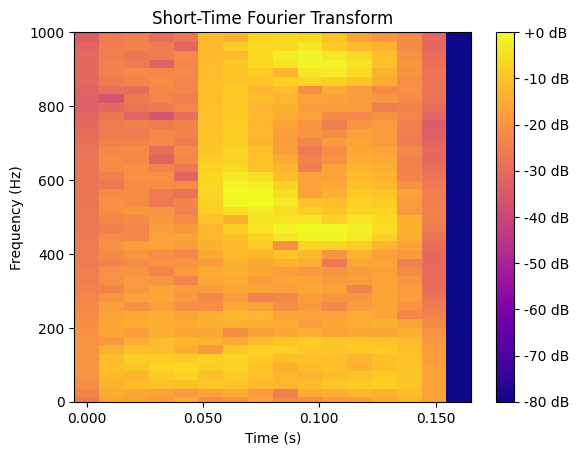 Short-Time Fourier Transform
1000
800
600
400
200
0
Frequency (Hz)
0.000
0.050
0.100
0.150
Time (s)
+0 dB
-10 dB
-20 dB
-30 dB
-40 dB
-50 dB
-60 dB
-70 dB
-80 dB